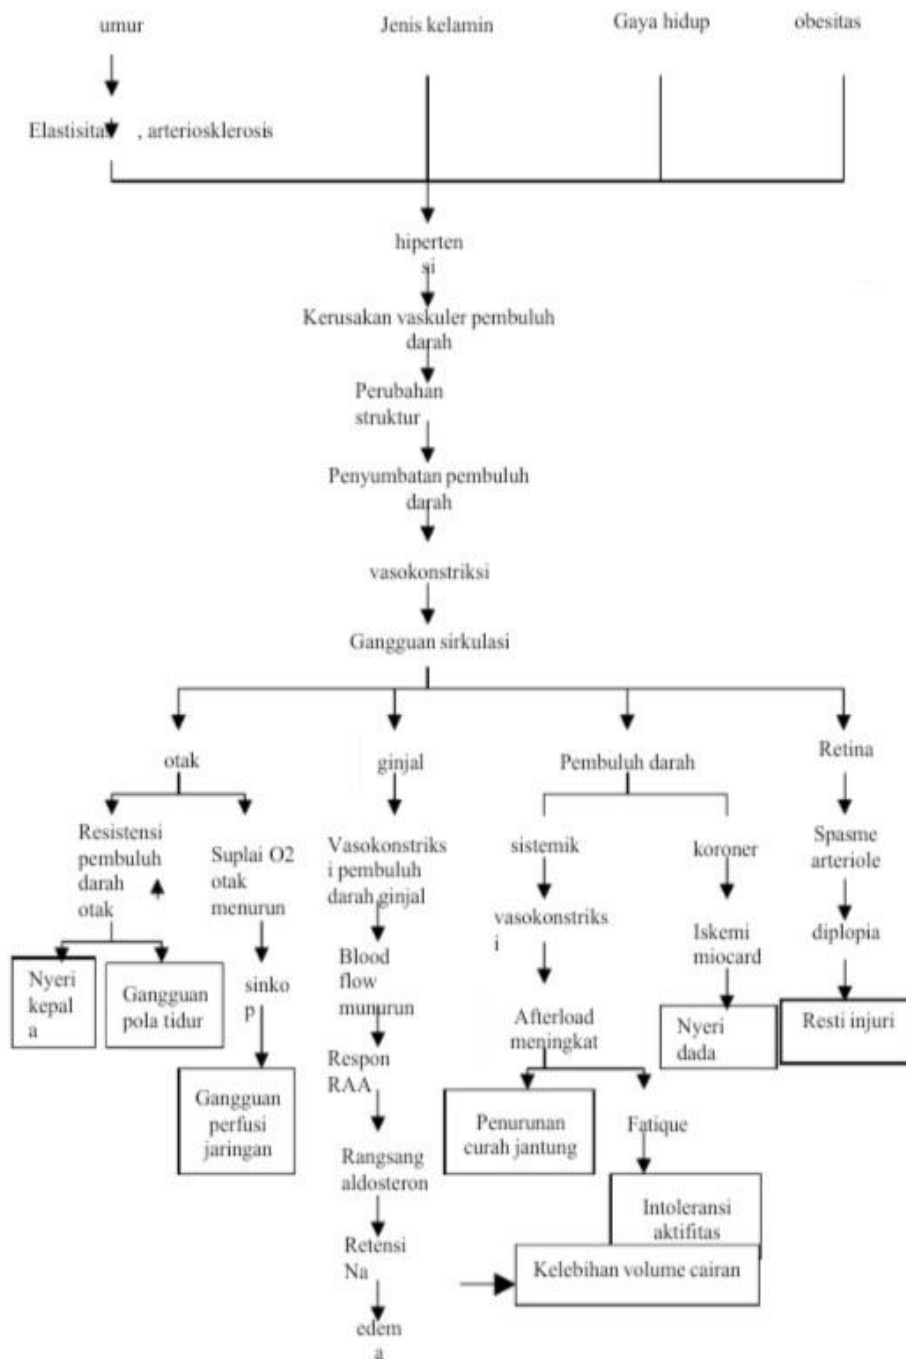 umur
Jenis kelamin
Gaya hidup
obesitas
Elastisitas , arteriosklerosis
hiperten
si
Kerusakan vaskuler pembuluh
darah
Perubahan
struktur
Penyumbatan pembuluh
darah
vasokonstriksi
Gangguan sirkulasi
otak
ginjal
Pembuluh darah
Retina
Resistensi
pembuluh
darah
otak
Suplai O2
otak
menurun
Vasokonstriks
i pembuluh
darah ginjal
sistemik
koroner
Spasme
arteriole
vasokonstriks
i
Iskemi
miocard
diplopia
Nyeri
kepal
a
Gangguan
pola tidur
sinko
p
Blood
flow
munurun
Afterload
meningkat
Nyeri
dada
Resti injuri
Respon
RAA
Gangguan
perfusi
jaringan
Penurunan
curah jantung
Fatique
Rangsang
aldosteron
Intoleransi
aktifitas
Retensi
Na
Kelebihan volume cairan
edem
a